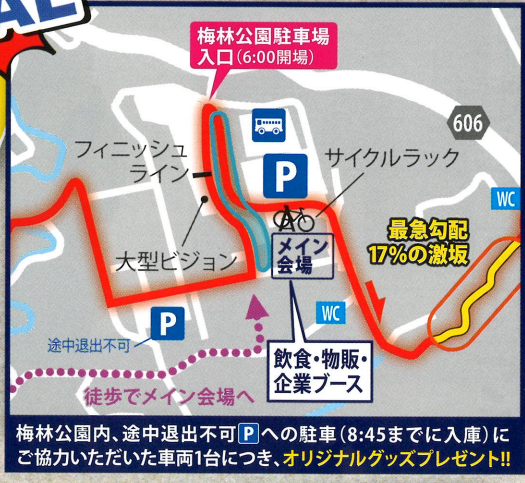 梅林公園駐車場
入口(6:00開場)
606
フィニッシュ
ライン
P
サイクルラック
WC
最急勾配
17%の激坂
大型ビジョン
メイン
会場
WC
P
途中退出不可
飲食・物販・
企業ブース
徒歩でメイン会場へ
梅林公園内、途中退出不可Pへの駐車(8:45までに入庫)に
ご協力いただいた車両1台につき、オリジナルグッズプレゼント!!